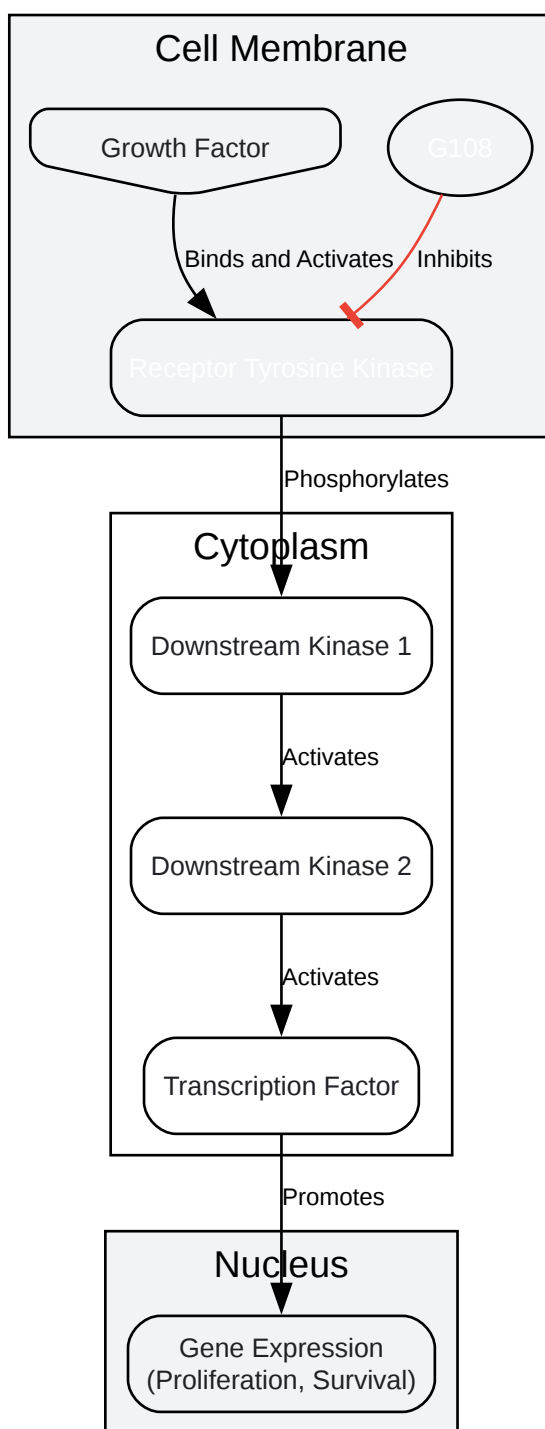 Cell Membrane
Growth Factor
G108
Binds and Activates
Inhibits
Receptor Tyrosine Kinase
Phosphorylates
Cytoplasm
Downstream Kinase 1
Activates
Downstream Kinase 2
Activates
Transcription Factor
Promotes
Nucleus
Gene Expression
(Proliferation, Survival)